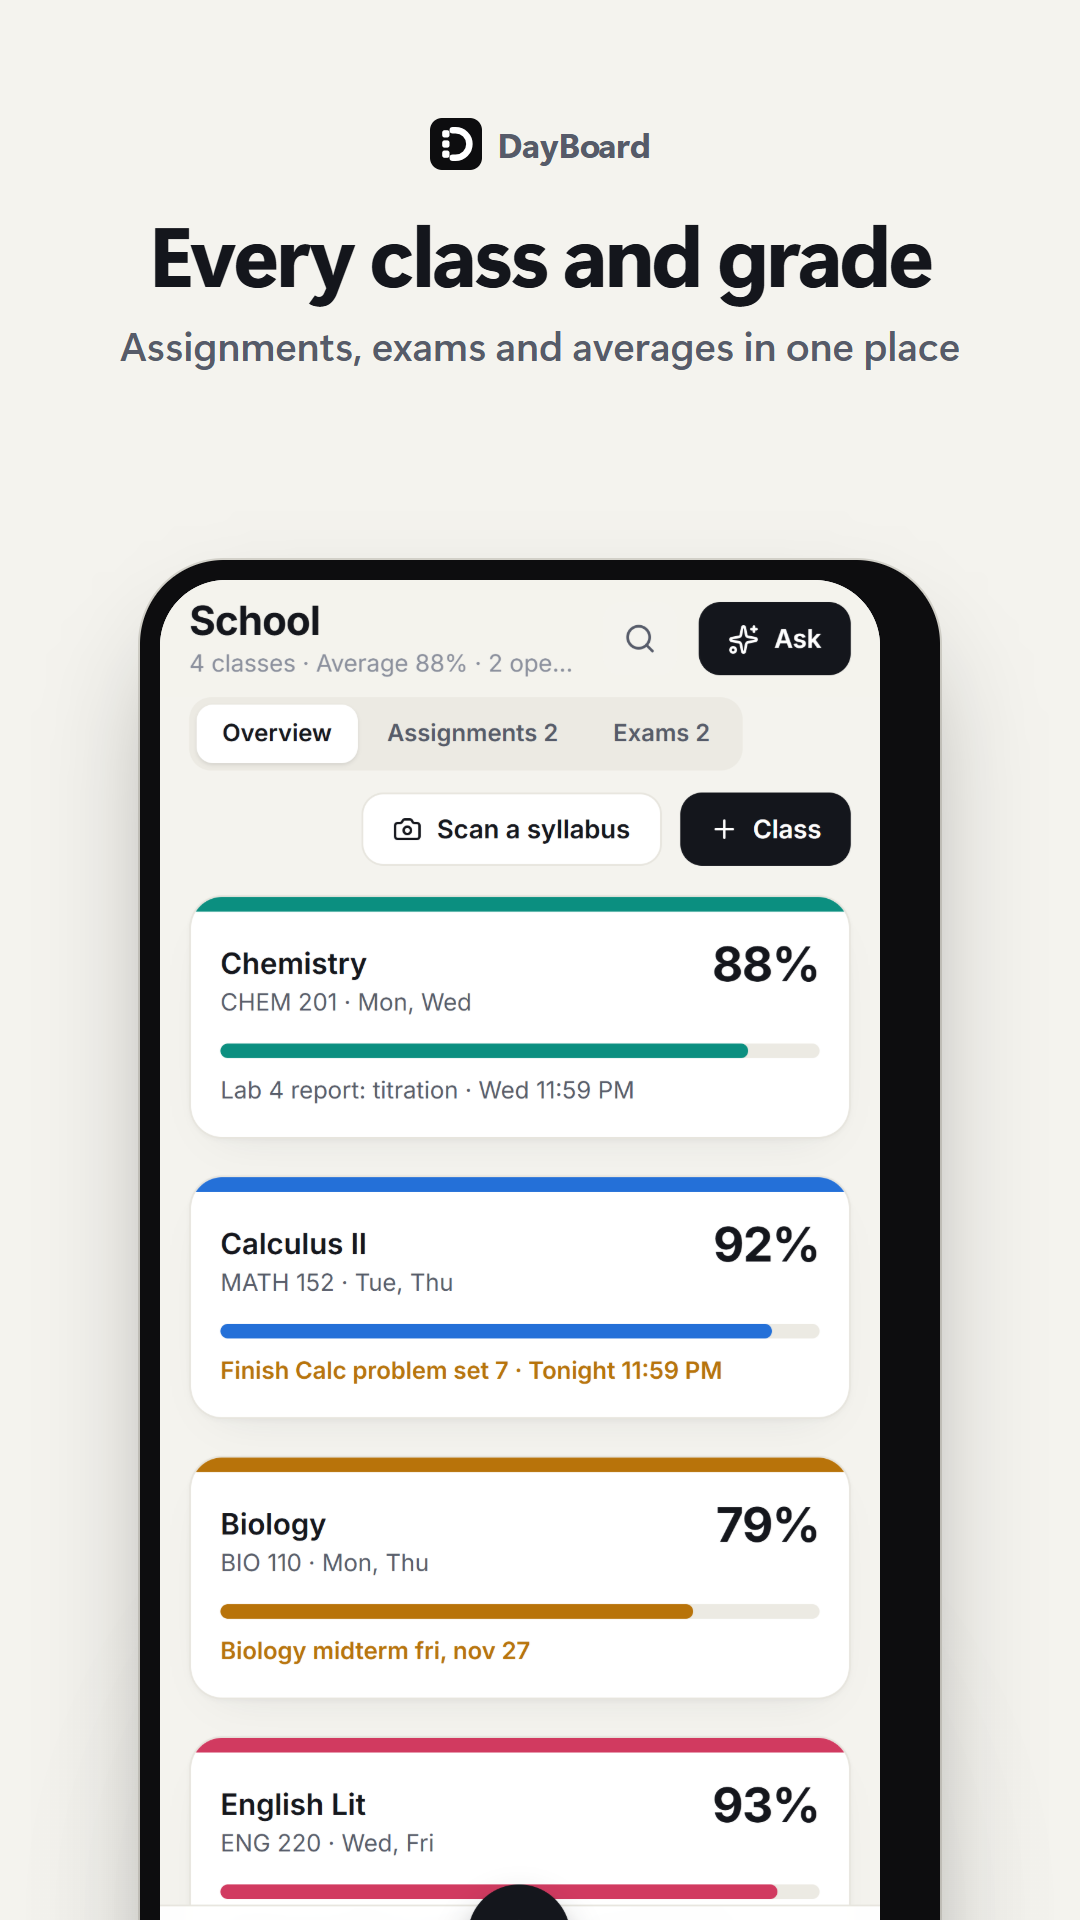 DayBoard
Every class and grade
Assignments, exams and averages in one place
School
4 classes · Average 88% · 2 ope...
Ask
Overview
Assignments 2
Exams 2
Scan a syllabus
Class
Chemistry
88%
CHEM 201 · Mon, Wed
Lab 4 report: titration · Wed 11:59 PM
Calculus II
92%
MATH 152 · Tue, Thu
Finish Calc problem set 7 · Tonight 11:59 PM
Biology
79%
BIO 110 · Mon, Thu
Biology midterm fri, nov 27
English Lit
93%
ENG 220 · Wed, Fri